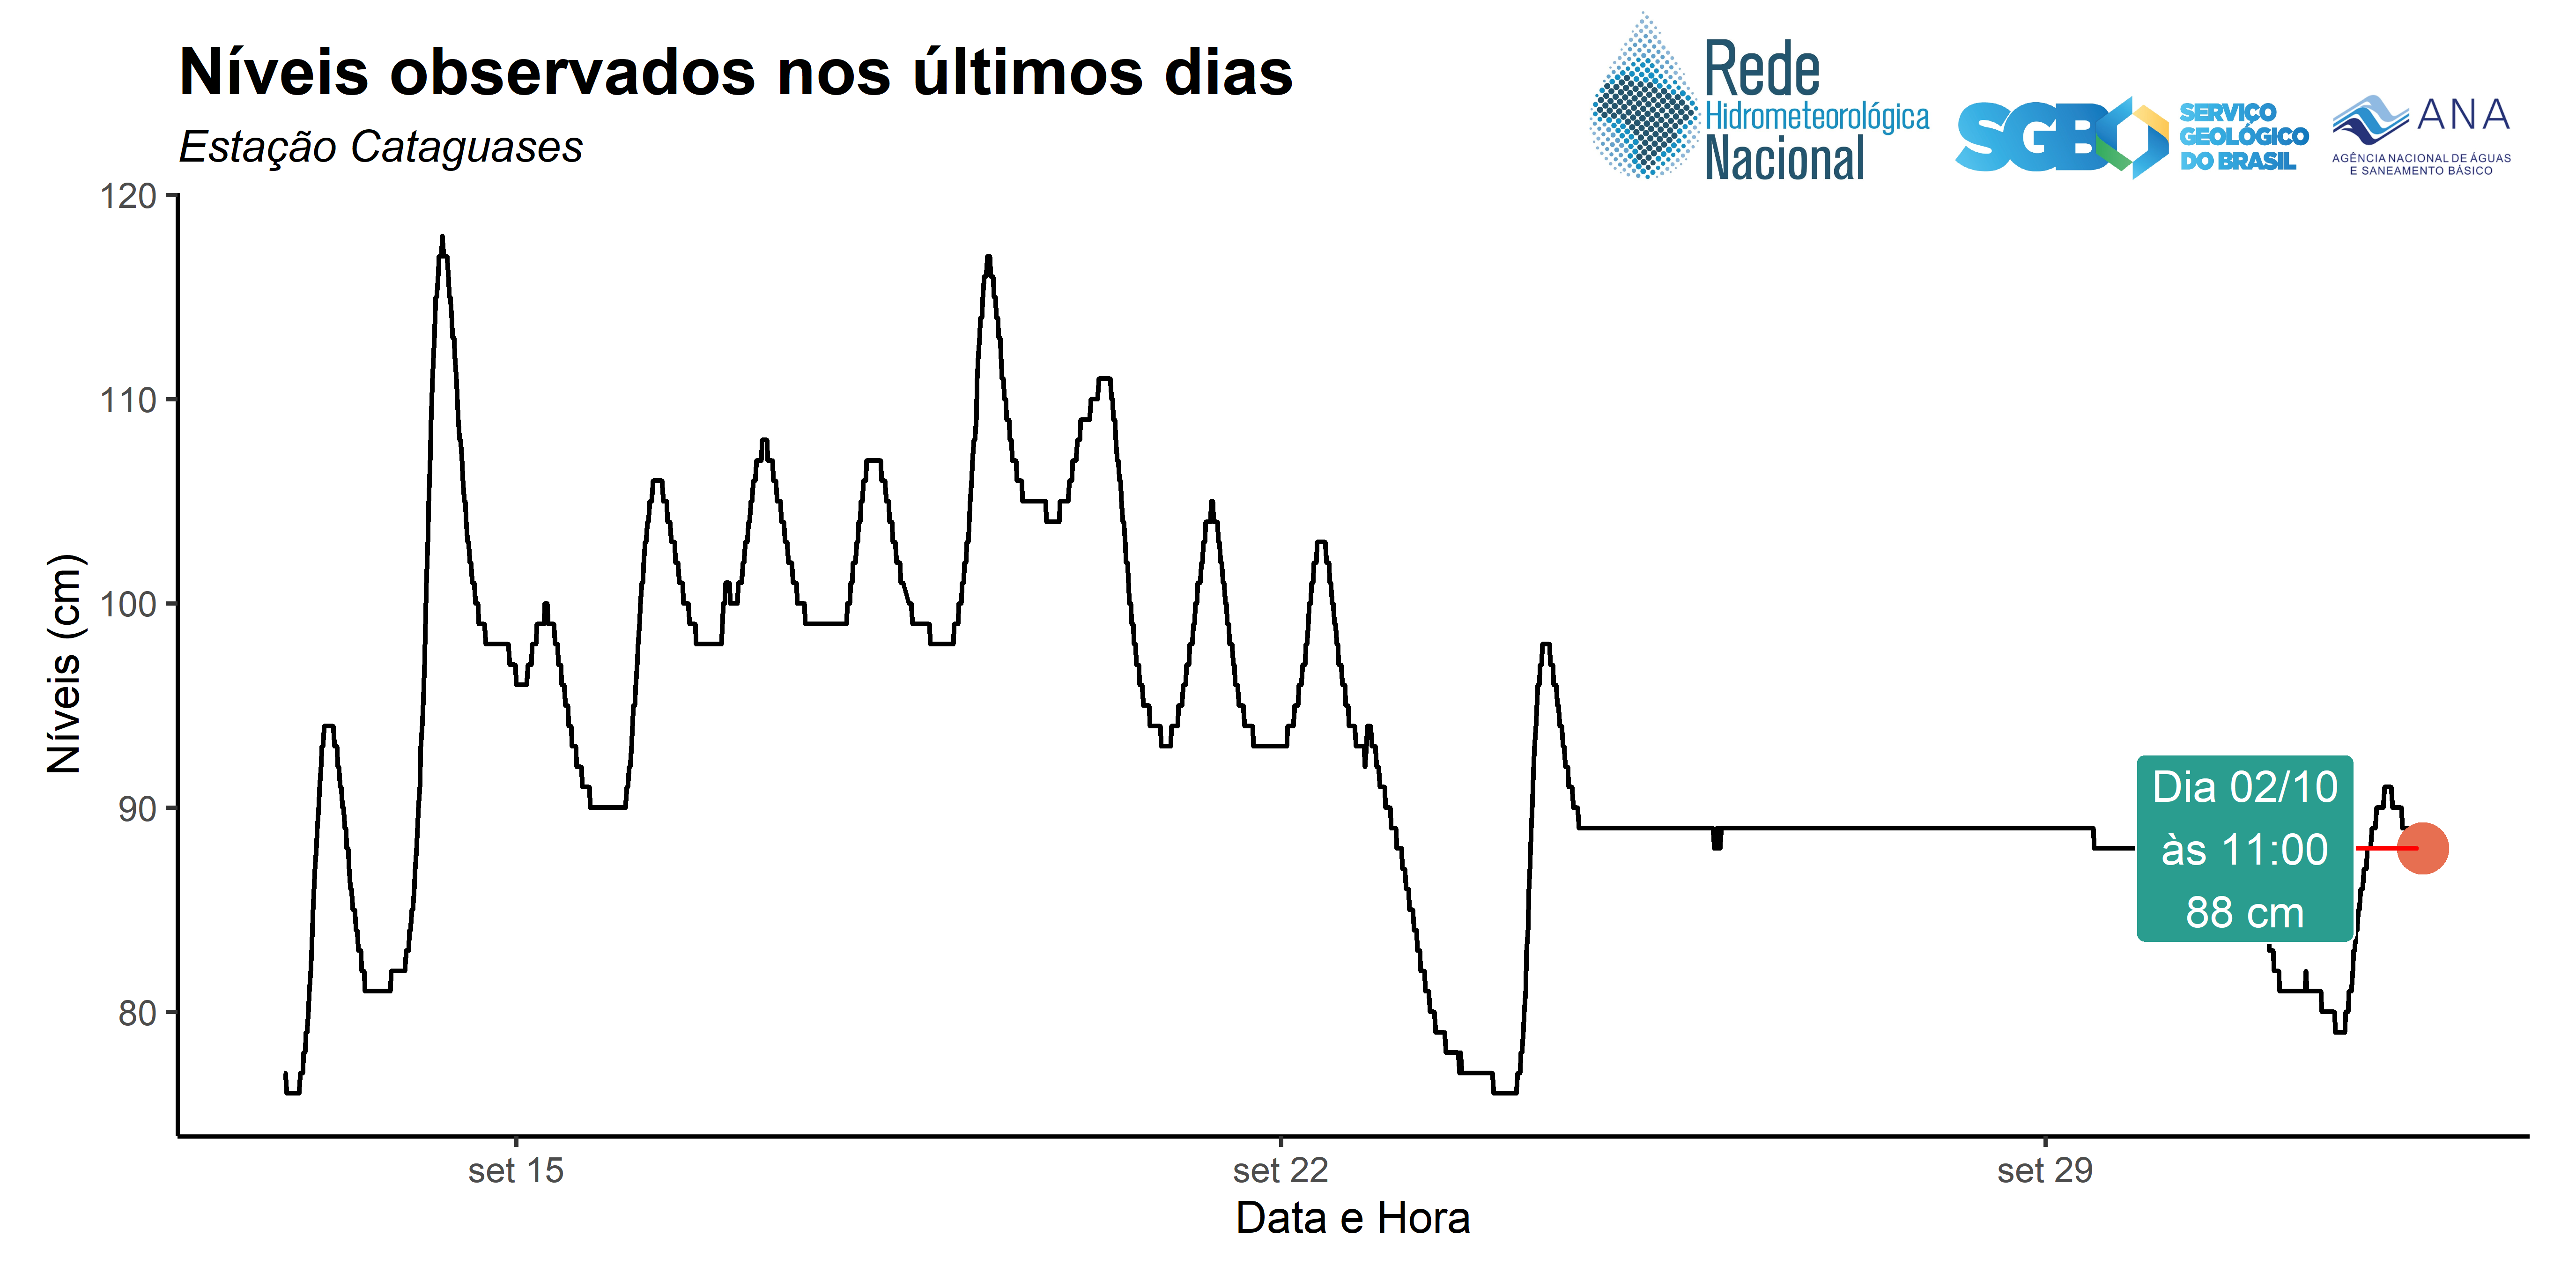 Níveis observados nos últimos dias
Estação Cataguases
Rede
Hidrometeorológica
Nacional
SGB
SERVIÇO
GEOLÓGICO
DO BRASIL
ANA
AGÊNCIA NACIONAL DE ÁGUAS
E SANEAMENTO BÁSICO
Níveis (cm)
120
110
100
90
80
Dia 02/10
às 11:00
88 cm
set 15
set 22
set 29
Data e Hora